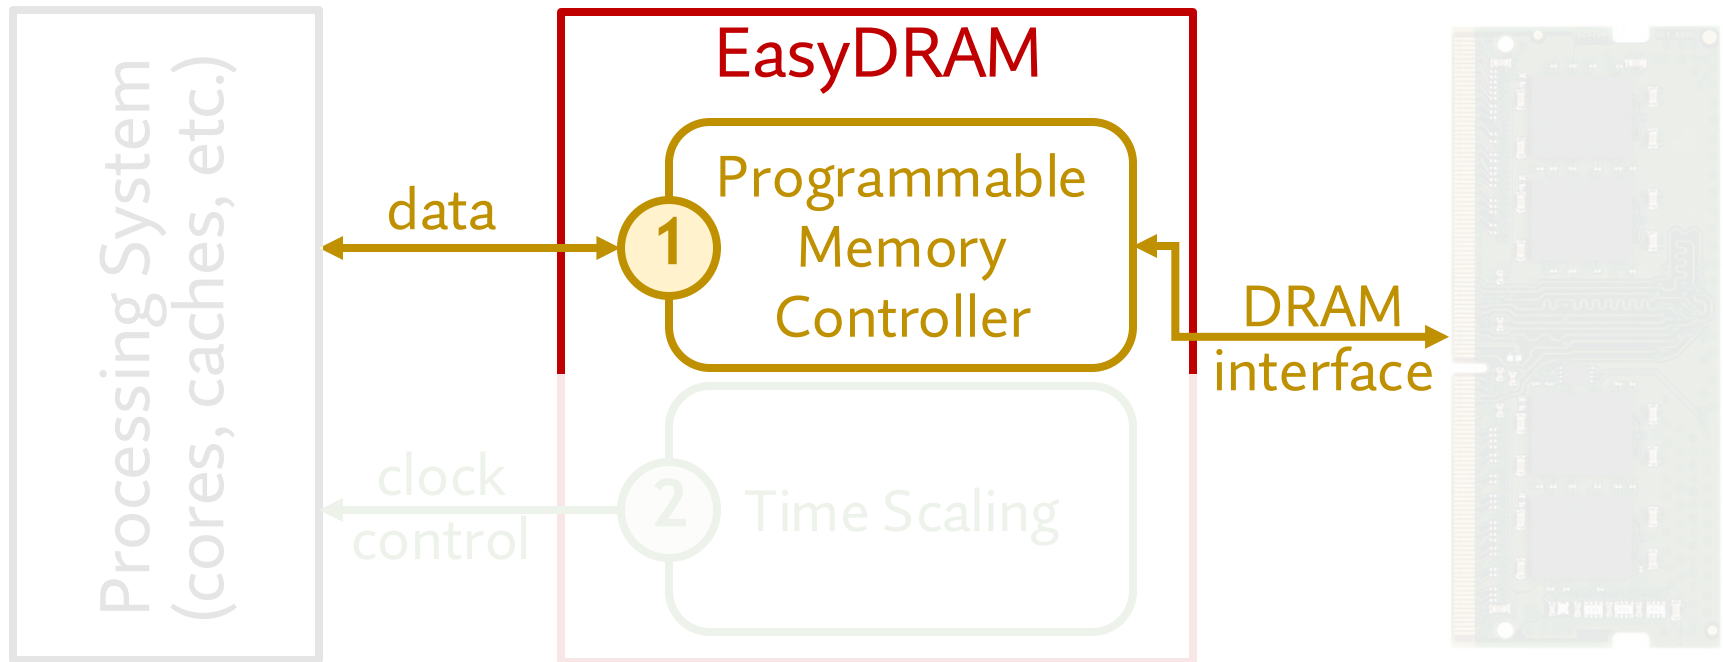 EasyDRAM
Processing System
(cores, caches, etc.)
data
1
Programmable
Memory
Controller
DRAM
interface
clock
control
2
Time Scaling